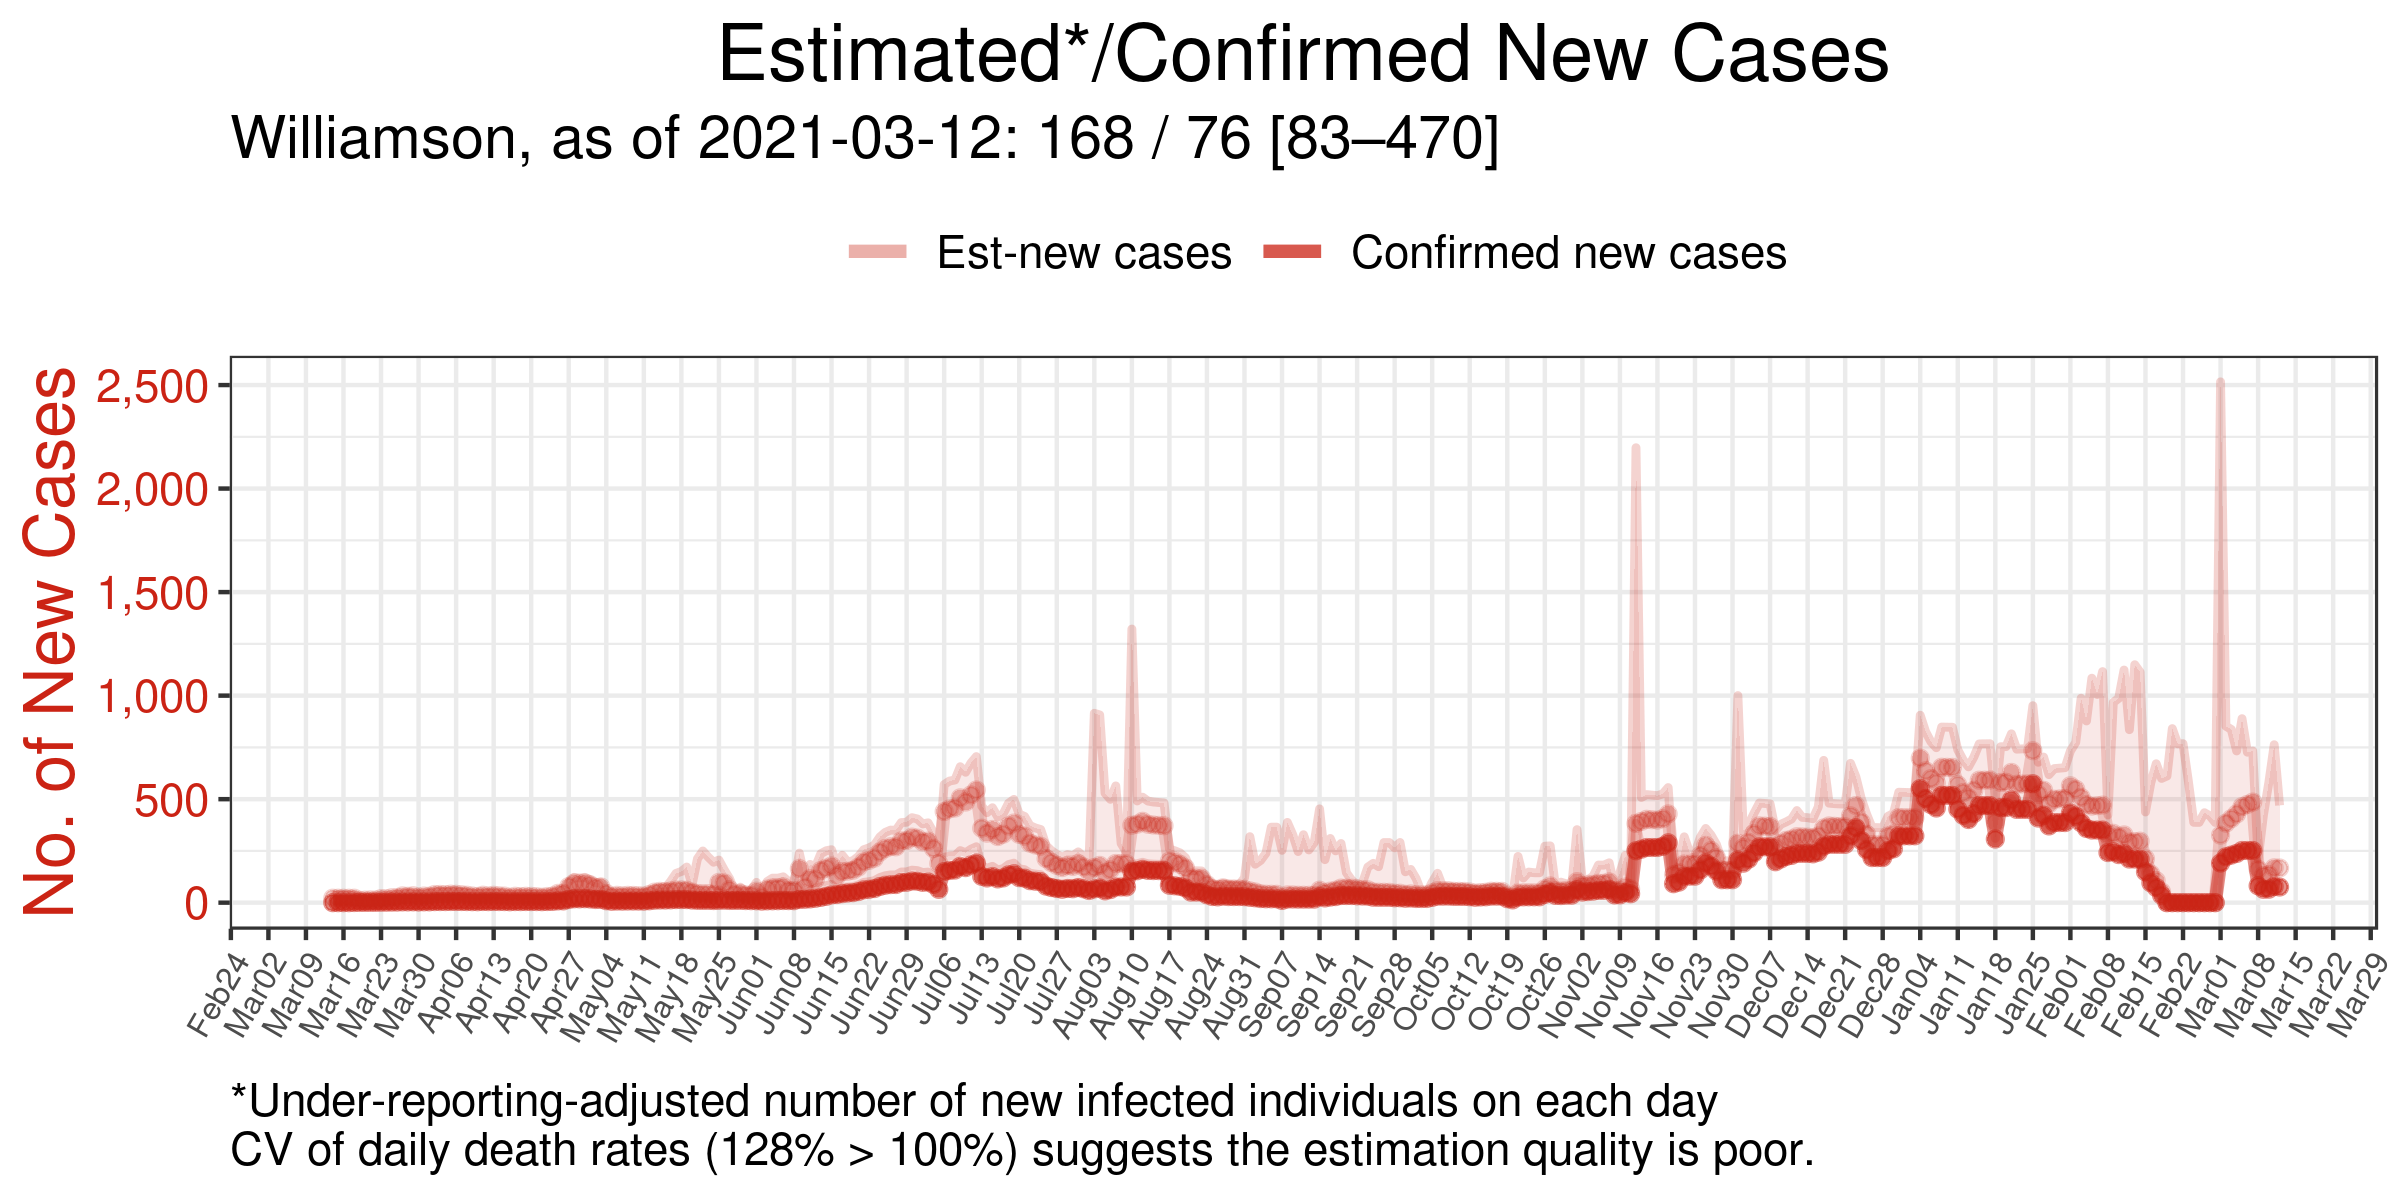 Estimated*/Confirmed New Cases
Williamson, as of 2021-03-12: 168 / 76 [83–470]
Est-new cases
Confirmed new cases
No. of New Cases
2,500
2,000
1,500
1,000
500
0
Feb24
Mar02
Mar09
Mar16
Mar23
Mar30
Apr06
Apr13
Apr20
Apr27
May04
May11
May18
May25
Jun01
Jun08
Jun15
Jun22
Jun29
Jul06
Jul13
Jul20
Jul27
Aug03
Aug10
Aug17
Aug24
Aug31
Sep07
Sep14
Sep21
Sep28
Oct05
Oct12
Oct19
Oct26
Nov02
Nov09
Nov16
Nov23
Nov30
Dec07
Dec14
Dec21
Dec28
Jan04
Jan11
Jan18
Jan25
Feb01
Feb08
Feb15
Feb22
Mar01
Mar08
Mar15
Mar22
Mar29
*Under-reporting-adjusted number of new infected individuals on each day
CV of daily death rates (128% > 100%) suggests the estimation quality is poor.